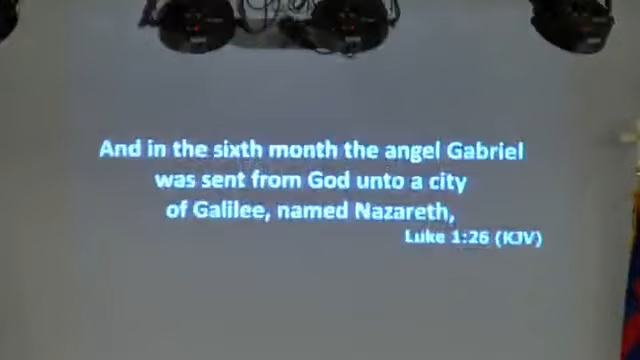 And in the sixth month the angel Gabriel
was sent from God unto a city
of Galilee, named Nazareth,
Luke 1:26 (KJV)